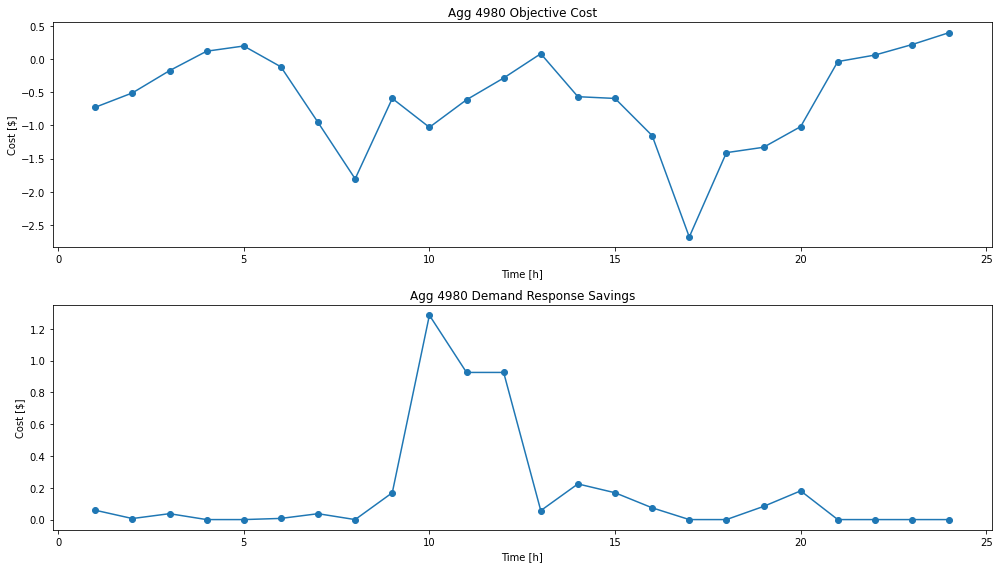 Agg 4980 Objective Cost
Cost [$]
0.5
0.0
−0.5
−1.0
−1.5
−2.0
−2.5
0 5 10 15 20 25
Time [h]
Agg 4980 Demand Response Savings
Cost [$]
1.2
1.0
0.8
0.6
0.4
0.2
0.0
0 5 10 15 20 25
Time [h]